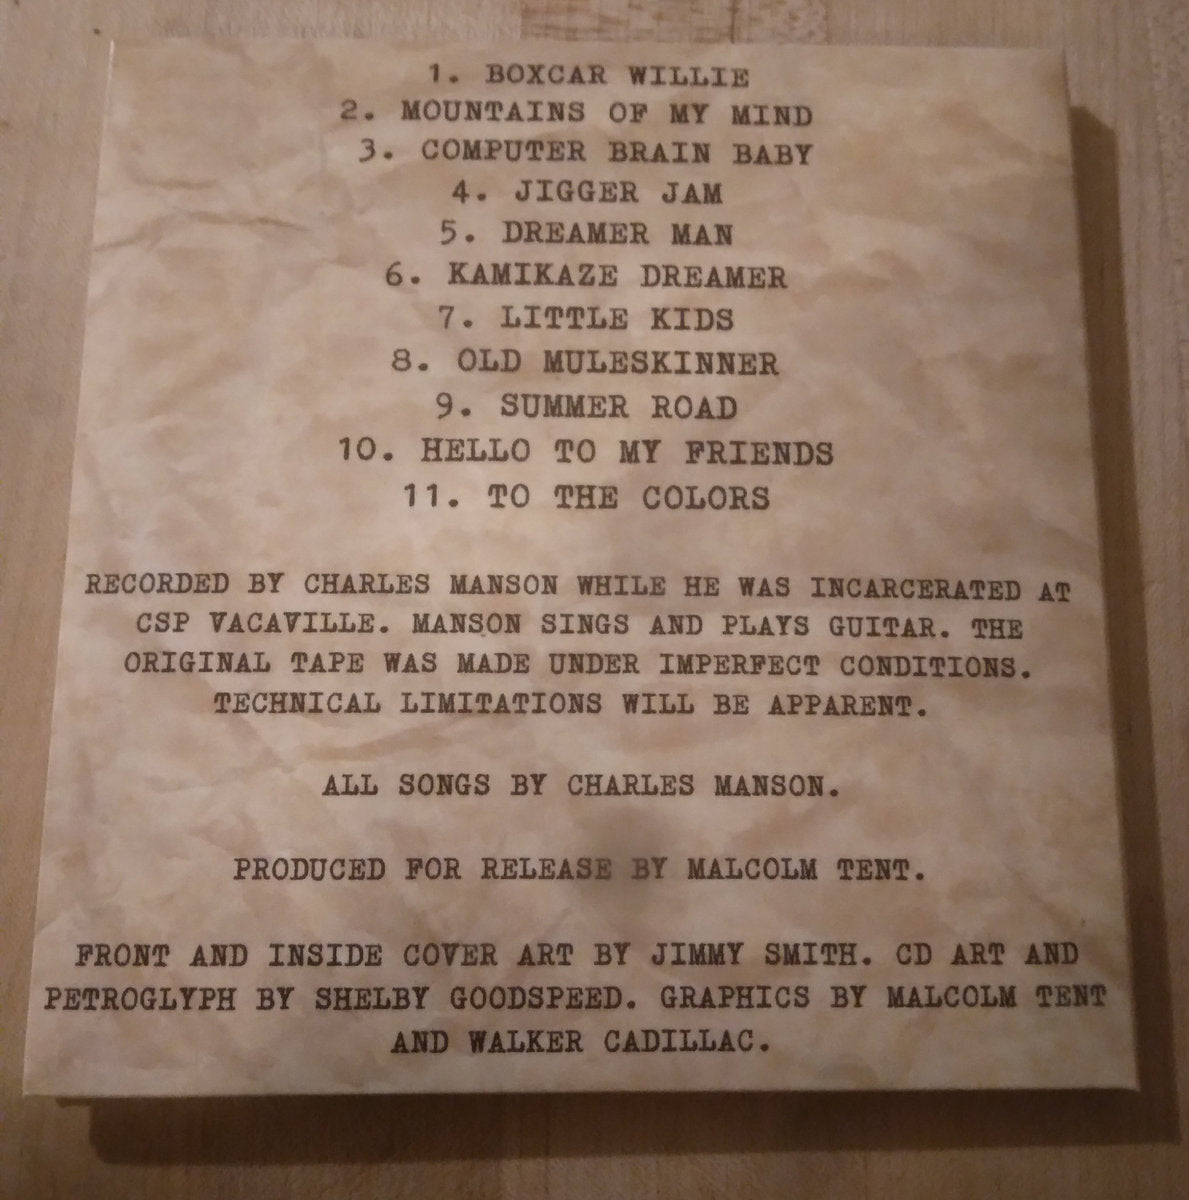 1. BOXCAR WILLIE
2. MOUNTAINS OF MY MIND
3. COMPUTER BRAIN BABY
4. JIGGER JAM
5. DREAMER MAN
6. KAMIKAZE DREAMER
7. LITTLE KIDS
8. OLD MULESKINNER
9. SUMMER ROAD
10. HELLO TO MY FRIENDS
11. TO THE COLORS
RECORDED BY CHARLES MANSON WHILE HE WAS INCARCERATED AT
CSP VACAVILLE. MANSON SINGS AND PLAYS GUITAR. THE
ORIGINAL TAPE WAS MADE UNDER IMPERFECT CONDITIONS.
TECHNICAL LIMITATIONS WILL BE APPARENT.
ALL SONGS BY CHARLES MANSON.
PRODUCED FOR RELEASE BY MALCOLM TENT.
FRONT AND INSIDE COVER ART BY JIMMY SMITH. CD ART AND
PETROGLYPH BY SHELBY GOODSPEED. GRAPHICS BY MALCOLM TENT
AND WALKER CADILLAC.